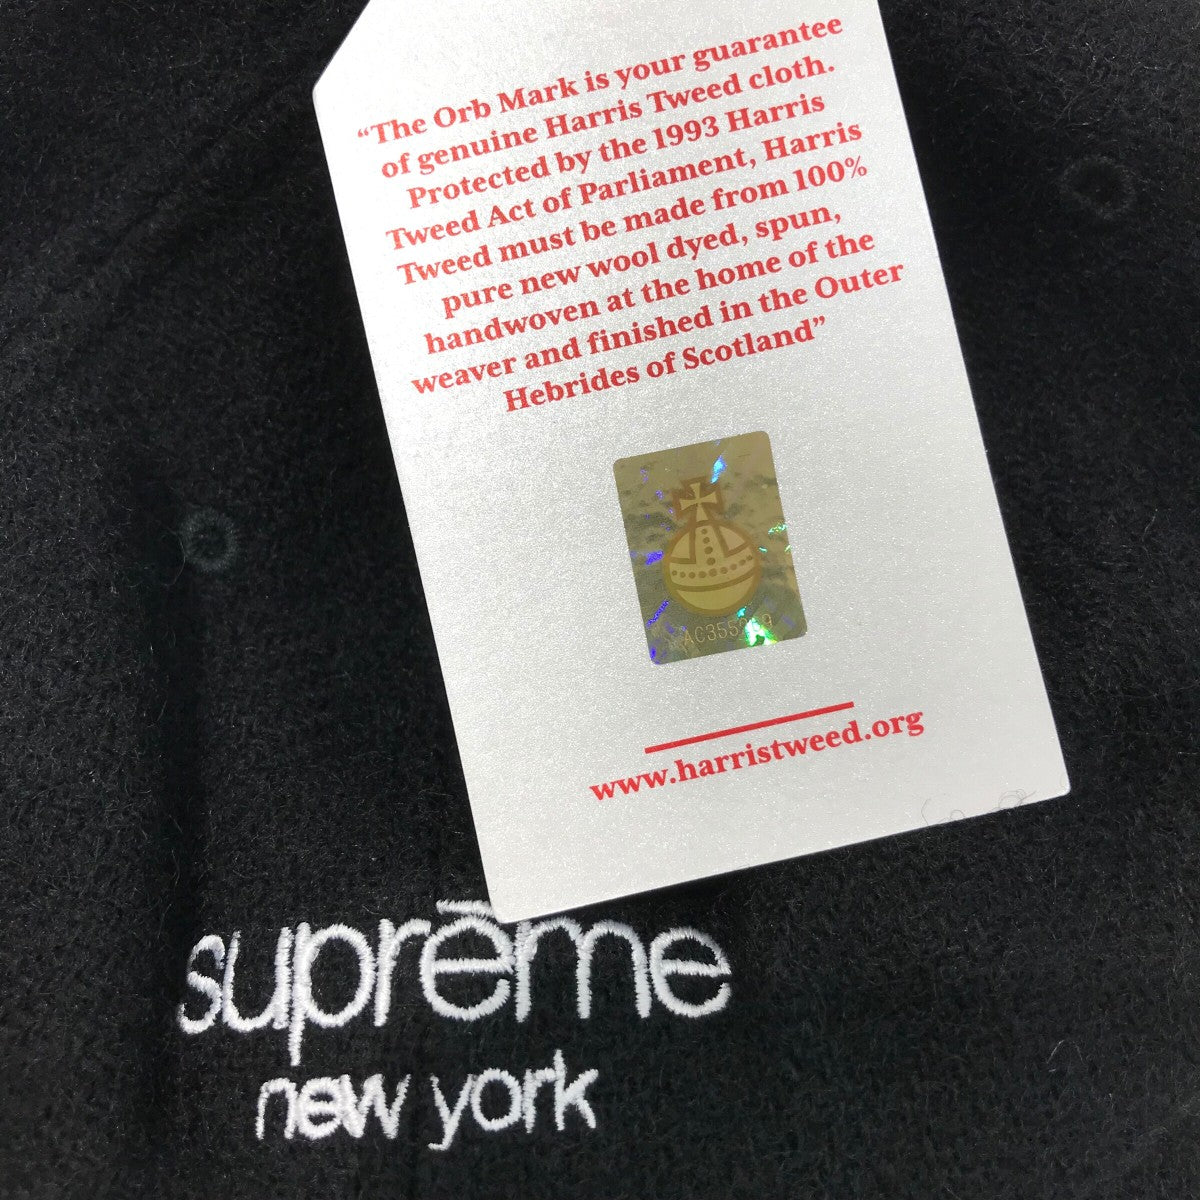 “The Orb Mark is your guarantee
of genuine Harris Tweed cloth.
Protected by the 1993 Harris
Tweed Act of Parliament, Harris
Tweed must be made from 100%
pure new wool dyed, spun,
handwoven at the home of the
weaver and finished in the Outer
Hebrides of Scotland”
www.harristweed.org
suprēme
new york